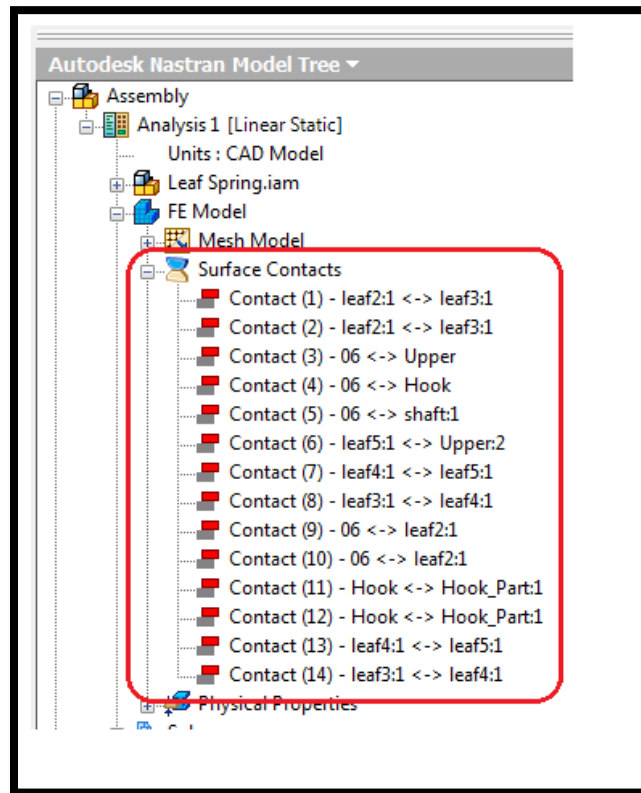 Autodesk Nastran Model Tree
Assembly
Analysis 1 [Linear Static]
Units : CAD Model
Leaf Spring.iam
FE Model
Mesh Model
Surface Contacts
Contact (1) - leaf2:1 <-> leaf3:1
Contact (2) - leaf2:1 <-> leaf3:1
Contact (3) - 06 <-> Upper
Contact (4) - 06 <-> Hook
Contact (5) - 06 <-> shaft:1
Contact (6) - leaf5:1 <-> Upper:2
Contact (7) - leaf4:1 <-> leaf5:1
Contact (8) - leaf3:1 <-> leaf4:1
Contact (9) - 06 <-> leaf2:1
Contact (10) - 06 <-> leaf2:1
Contact (11) - Hook <-> Hook_Part:1
Contact (12) - Hook <-> Hook_Part:1
Contact (13) - leaf4:1 <-> leaf5:1
Contact (14) - leaf3:1 <-> leaf4:1
Physical Properties